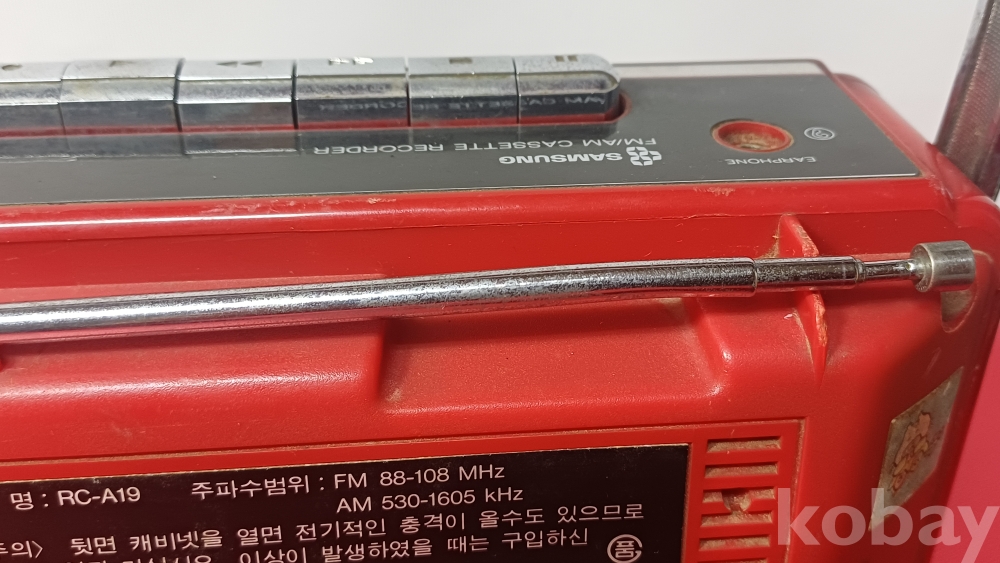 SAMSUNG
FM/AM CASSETTE RECORDER
EARPHONE
명 : RC-A19 주파수범위 : FM 88-108 MHz
AM 530-1605 kHz
뒷면 캐비넷을 열면 전기적인 충격이 올수도 있으므로
이상이 발생하였을 때는 구입하신
품
kobay